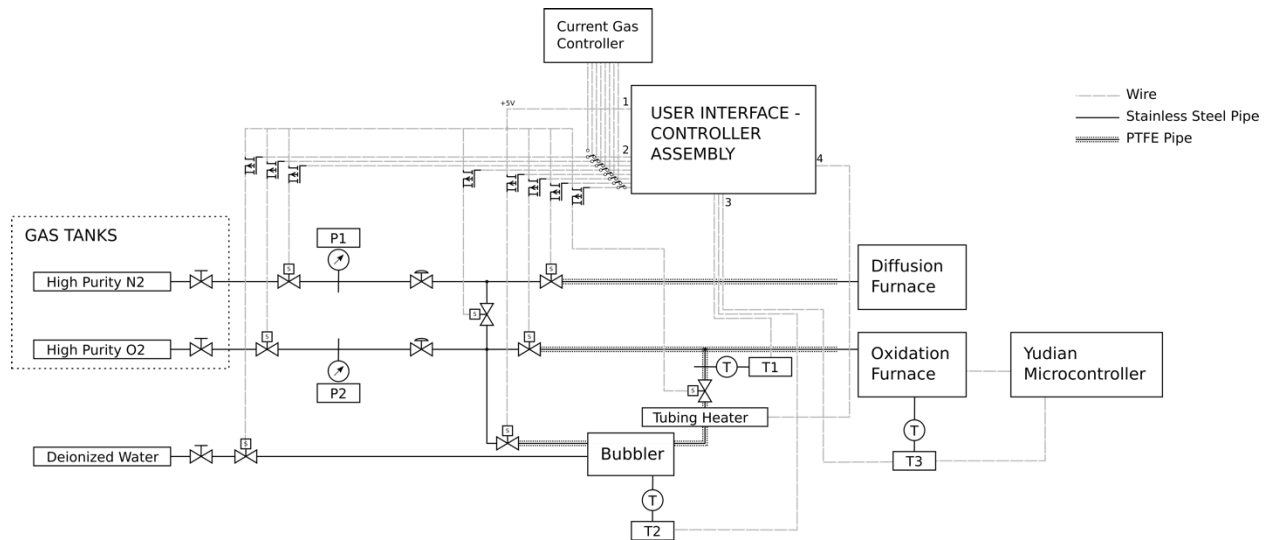 Current Gas
Controller
+5V
1
USER INTERFACE -
CONTROLLER
ASSEMBLY
2
4
3
Wire
Stainless Steel Pipe
PTFE Pipe
GAS TANKS
P1
High Purity N2
S
S
Diffusion
Furnace
S
High Purity O2
S
S
P2
T
T1
S
Oxidation
Furnace
Yudian
Microcontroller
Tubing Heater
T
T3
Deionized Water
S
S
Bubbler
T
T2